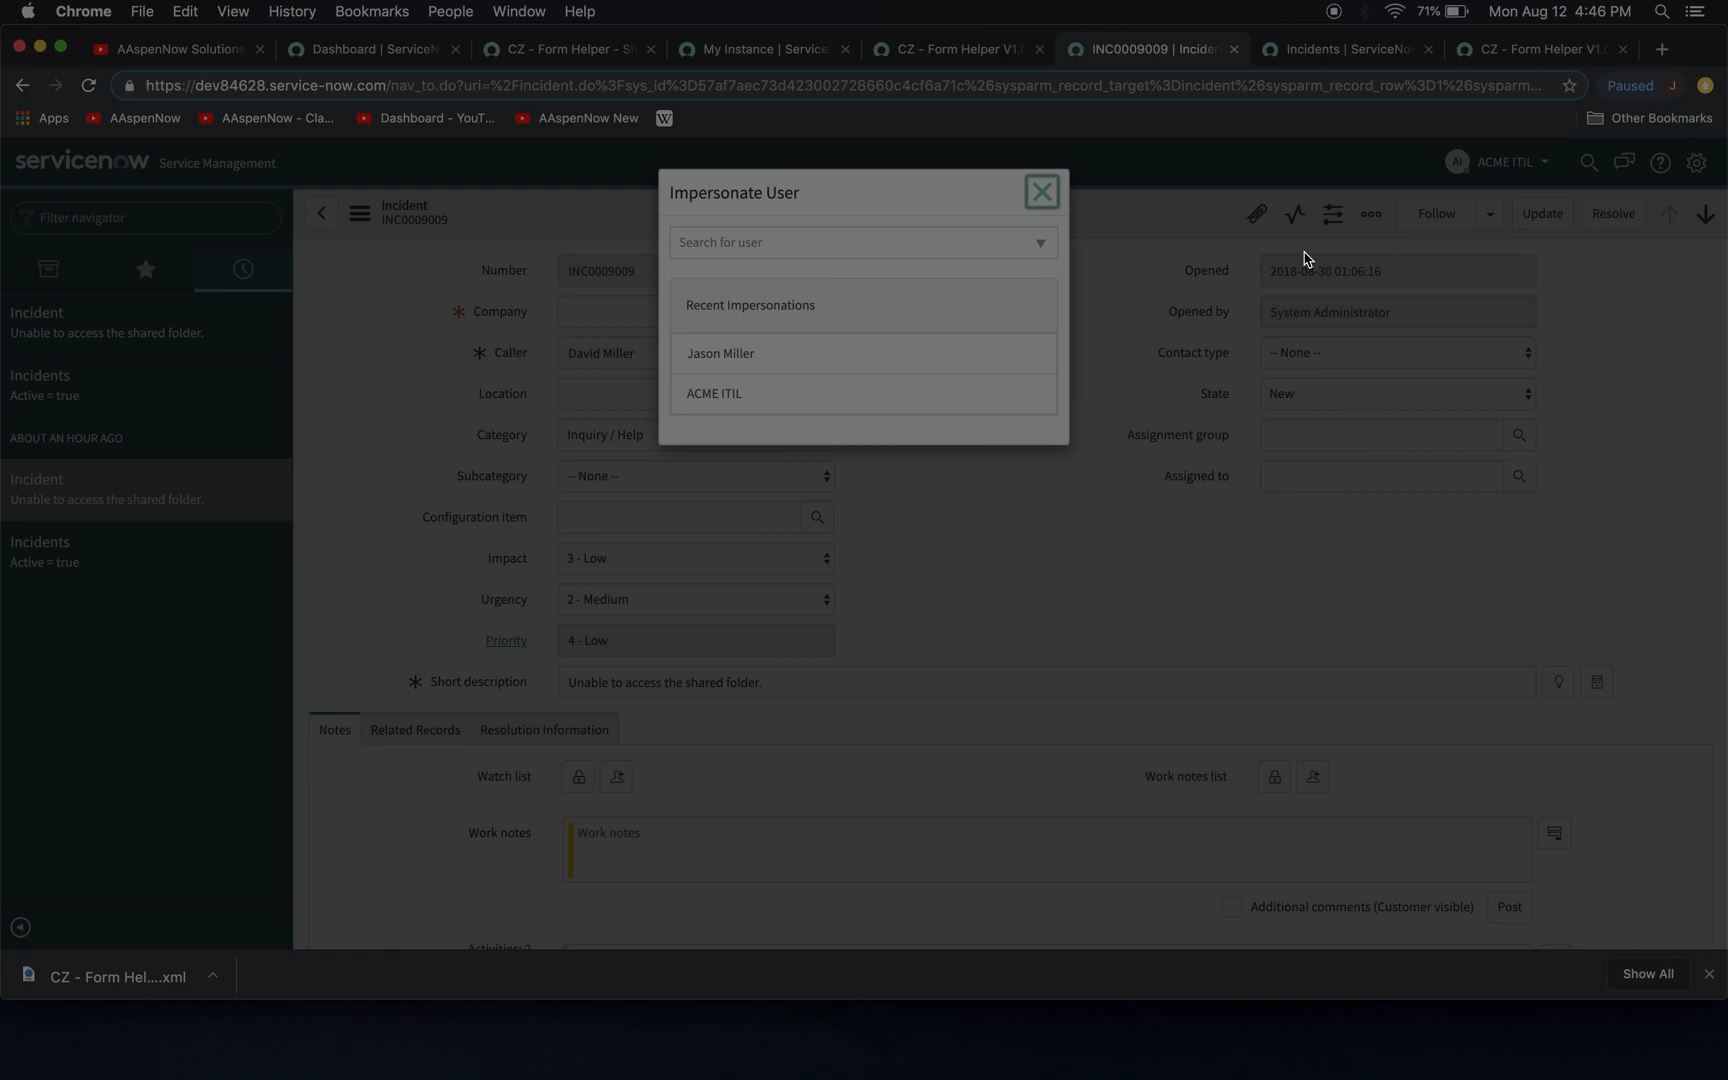 Chrome File Edit View History Bookmarks People Window Help 71% Mon Aug 12 4:46 PM
AAspenNow Solutions Dashboard | ServiceN CZ - Form Helper - Sh My Instance | Service CZ - Form Helper V1.0 INC0009009 | Inciden Incidents | ServiceNo CZ - Form Helper V1.0
https://dev84628.service-now.com/nav_to.do?uri=%2Fincident.do%3Fsys_id%3D57af7aec73d423002728660c4cf6a71c%26sysparm_record_target%3Dincident%26sysparm_record_row%3D1%26sysparm... Paused J
Apps AAspenNow AAspenNow - Cla... Dashboard - YouT... AAspenNow New W Other Bookmarks
servicenow Service Management AI ACME ITIL
Filter navigator
Incident
Unable to access the shared folder.
Incidents
Active = true
ABOUT AN HOUR AGO
Incident
Unable to access the shared folder.
Incidents
Active = true
Incident
INC0009009
Follow Update Resolve
Impersonate User
Search for user
Recent Impersonations
Jason Miller
ACME ITIL
Number INC0009009
Company
Caller David Miller
Location
Category Inquiry / Help
Subcategory -- None --
Configuration item
Impact 3 - Low
Urgency 2 - Medium
Priority 4 - Low
Short description Unable to access the shared folder.
Opened 2018-08-30 01:06:16
Opened by System Administrator
Contact type -- None --
State New
Assignment group
Assigned to
Notes Related Records Resolution Information
Watch list Work notes list
Work notes Work notes
Additional comments (Customer visible) Post
Activities: 2
CZ - Form Hel....xml Show All